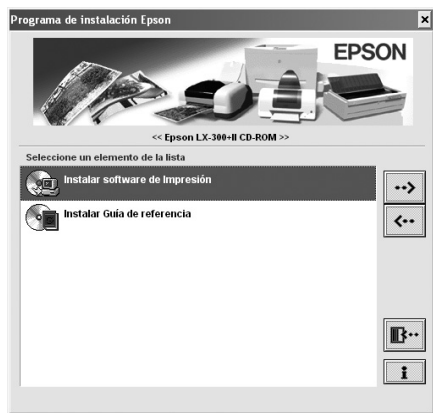 Programa de instalación Epson
EPSON
<< Epson LX-300+II CD-ROM >>
Seleccione un elemento de la lista
Instalar software de Impresión
Instalar Guía de referencia